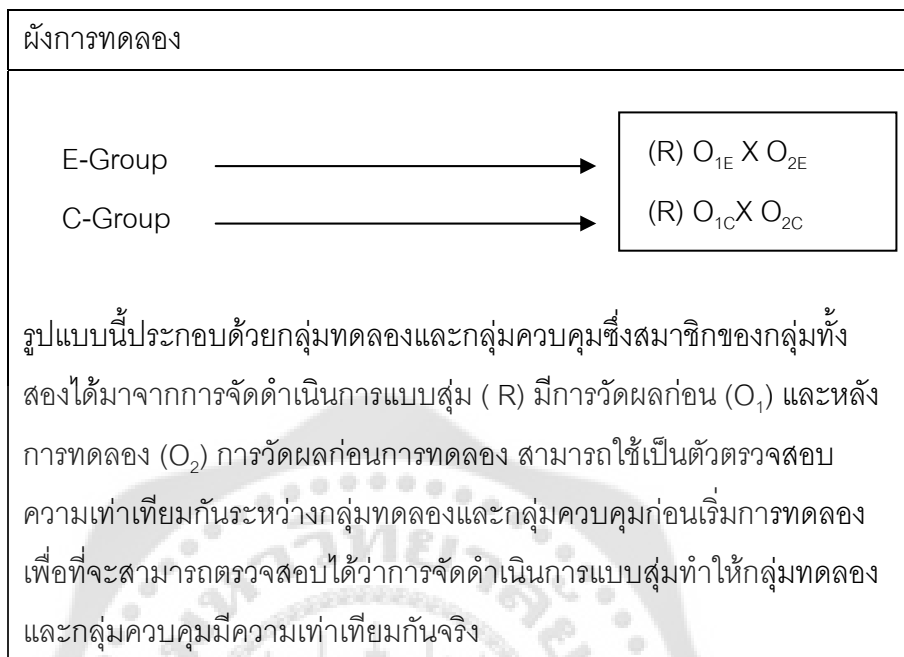 ผังการทดลอง
E-Group (R) O1E X O2E
C-Group (R) O1CX O2C
รูปแบบนี้ประกอบด้วยกลุ่มทดลองและกลุ่มควบคุมซึ่งสมาชิกของกลุ่มทั้ง
สองได้มาจากการจัดดำเนินการแบบสุ่ม ( R) มีการวัดผลก่อน (O1) และหลัง
การทดลอง (O2) การวัดผลก่อนการทดลอง สามารถใช้เป็นตัวตรวจสอบ
ความเท่าเทียมกันระหว่างกลุ่มทดลองและกลุ่มควบคุมก่อนเริ่มการทดลอง
เพื่อที่จะสามารถตรวจสอบได้ว่าการจัดดำเนินการแบบสุ่มทำให้กลุ่มทดลอง
และกลุ่มควบคุมมีความเท่าเทียมกันจริง